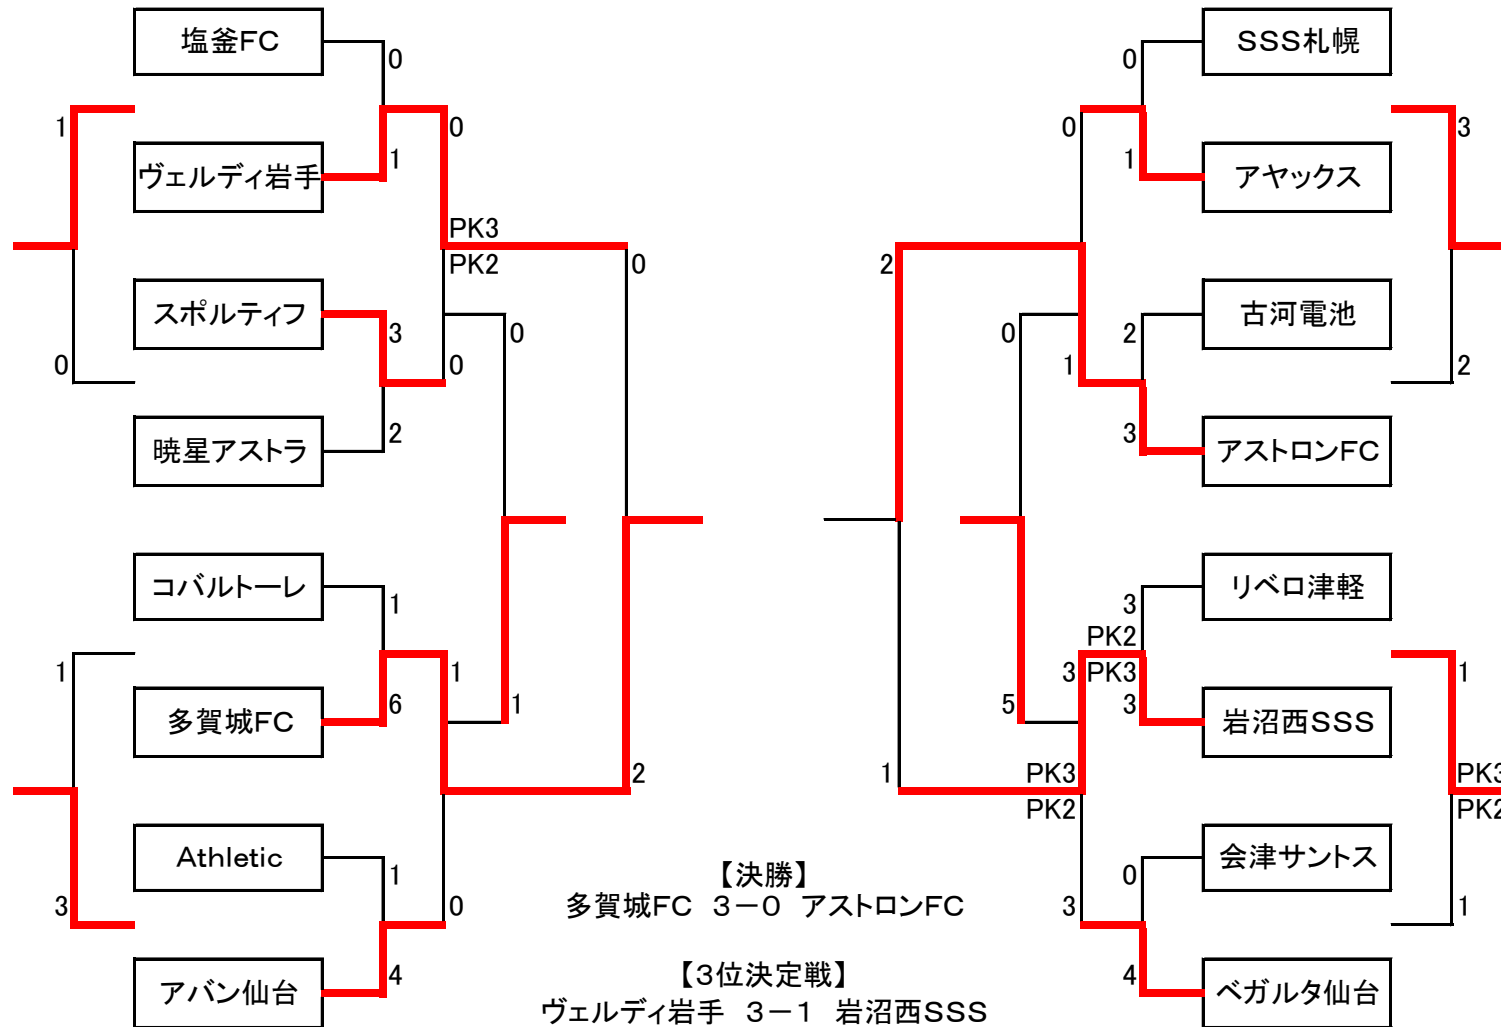 塩釜FC
SSS札幌
0
0
1
0
0
3
ヴェルディ岩手
1
1
アヤックス
PK3
PK2
0
2
スポルティフ
3
0
0
2
古河電池
0
0
1
2
暁星アストラ
2
3
アストロンFC
コバルトーレ
1
3
リベロ津軽
PK2
1
1
3
PK3
1
多賀城FC
6
1
5
3
岩沼西SSS
2
1
PK3
PK3
PK2
PK2
Athletic
1
0
会津サントス
【決勝】
3
0
多賀城FC 3-0 アストロンFC
3
1
アバン仙台
4
【3位決定戦】
4
ベガルタ仙台
ヴェルディ岩手 3-1 岩沼西SSS